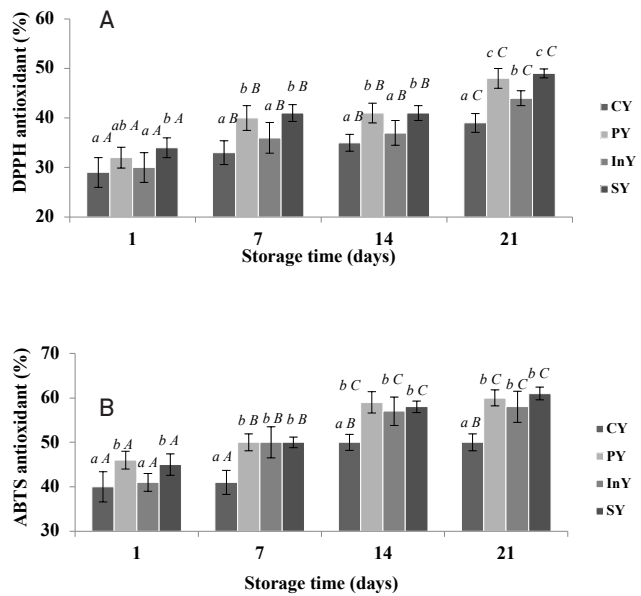 A
DPPH antioxidant (%)
60
50
40
30
20
a A ab A a A b A
a B b B a B b B
a B b B a B b B
a C c C b C c C
1 7 14 21
Storage time (days)
CY
PY
InY
SY
B
ABTS antioxidant (%)
70
60
50
40
30
a A b A a A b A
a A b B b B b B
a B b C b C b C
a B b C b C b C
1 7 14 21
Storage time (days)
CY
PY
InY
SY